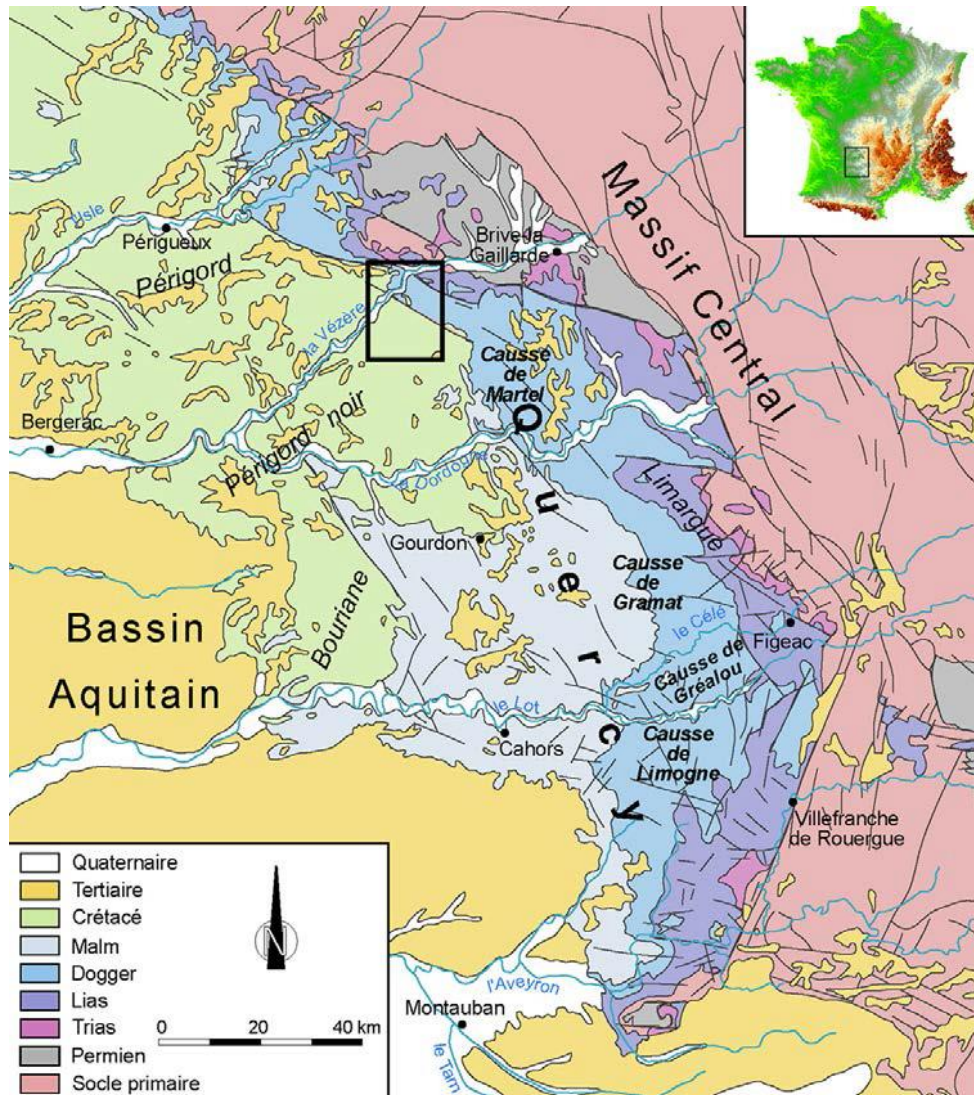 l'Isle
Périgueux
Périgord
Brive la
Gaillarde
Massif Central
la Vézère
Causse
de
Martel
Bergerac
Périgord noir
la Dordogne
Quercy
Limargue
Gourdon
Causse
de
Gramat
le Célé
Figeac
Bouriane
Bassin
Aquitain
Causse de
Gréalou
le Lot
Cahors
Causse
de
Limogne
Villefranche
de Rouergue
l'Aveyron
Montauban
le Tarn
Quaternaire
Tertiaire
Crétacé
Malm
Dogger
Lias
Trias
Permien
Socle primaire
N
0 20 40 km